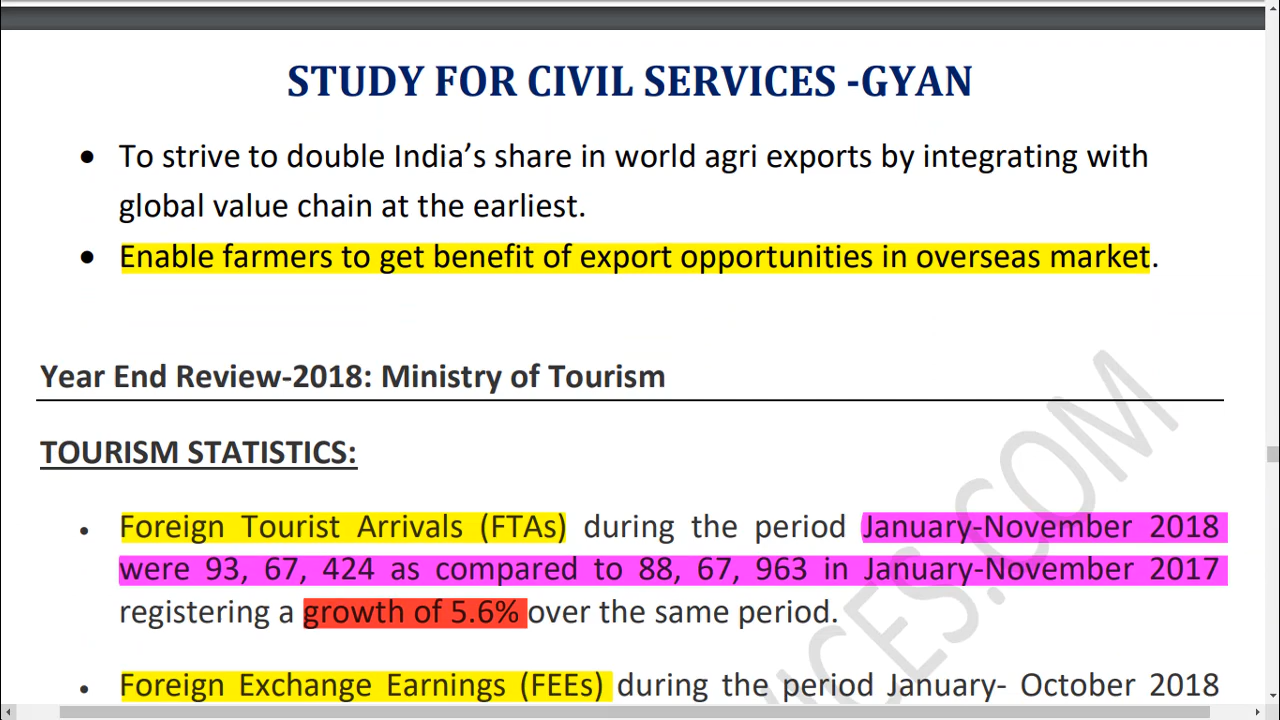 STUDY FOR CIVIL SERVICES -GYAN
• To strive to double India’s share in world agri exports by integrating with
global value chain at the earliest.
• Enable farmers to get benefit of export opportunities in overseas market.
Year End Review-2018: Ministry of Tourism
TOURISM STATISTICS:
• Foreign Tourist Arrivals (FTAs) during the period January-November 2018
were 93, 67, 424 as compared to 88, 67, 963 in January-November 2017
registering a growth of 5.6% over the same period.
• Foreign Exchange Earnings (FEEs) during the period January- October 2018
VICES.COM